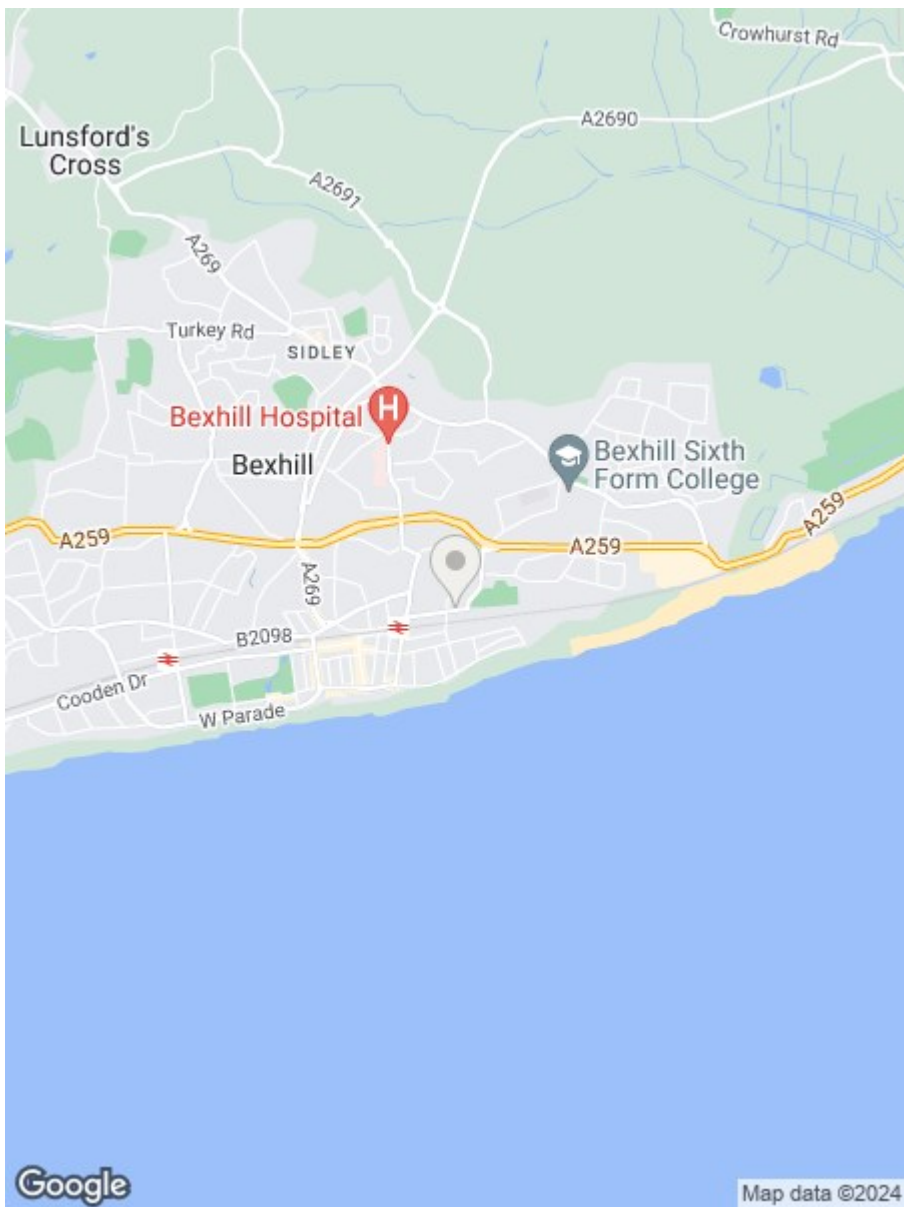 Crowhurst Rd
A2690
Lunsford's
Cross
A2691
A269
Turkey Rd
SIDLEY
Bexhill Hospital
H
Bexhill
Bexhill Sixth
Form College
A259
A259
A259
A269
B2098
Cooden Dr
W Parade
Google
Map data ©2024